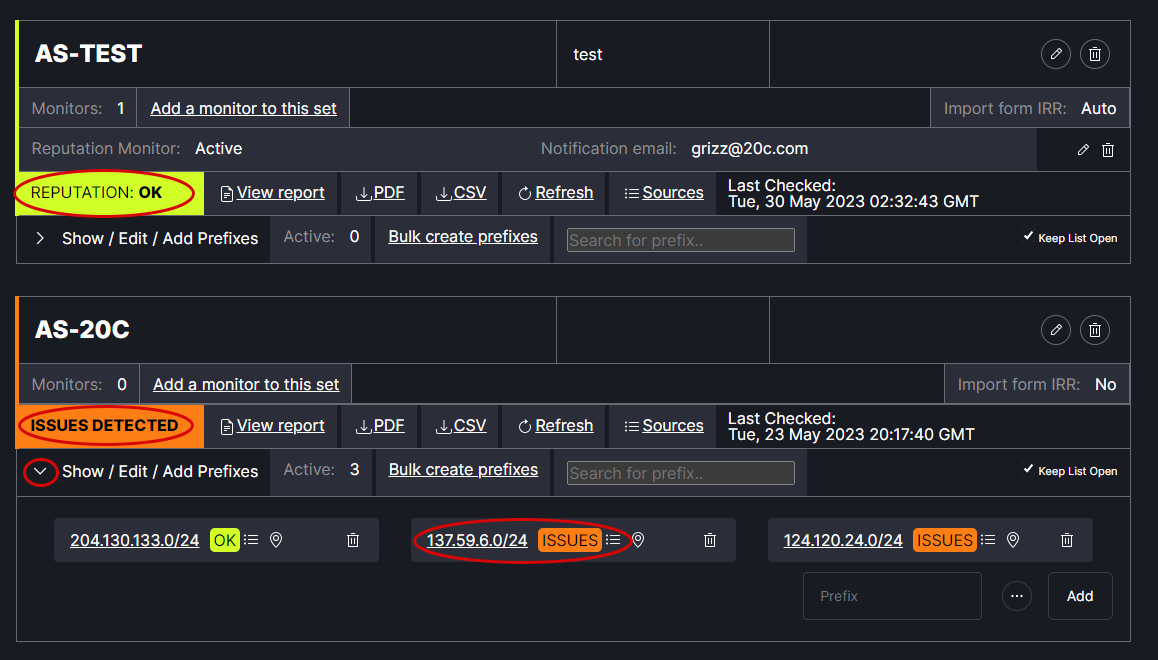 AS-TEST
test
Monitors: 1 Add a monitor to this set Import form IRR: Auto
Reputation Monitor: Active Notification email: grizz@20c.com
REPUTATION: OK View report PDF CSV Refresh Sources Last Checked:
Tue, 30 May 2023 02:32:43 GMT
Show / Edit / Add Prefixes Active: 0 Bulk create prefixes Search for prefix.. Keep List Open
AS-20C
Monitors: 0 Add a monitor to this set Import form IRR: No
ISSUES DETECTED View report PDF CSV Refresh Sources Last Checked:
Tue, 23 May 2023 20:17:40 GMT
Show / Edit / Add Prefixes Active: 3 Bulk create prefixes Search for prefix.. Keep List Open
204.130.133.0/24 OK 137.59.6.0/24 ISSUES 124.120.24.0/24 ISSUES
Prefix ... Add